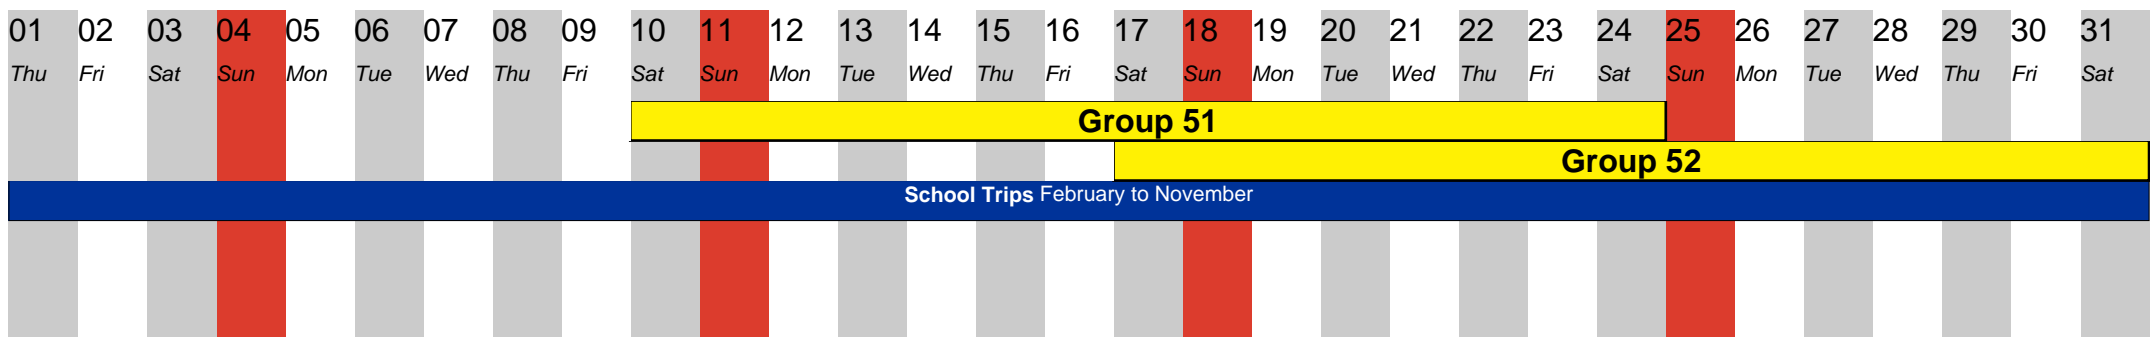 01 02 03 04 05 06 07 08 09 10 11 12 13 14 15 16 17 18 19 20 21 22 23 24 25 26 27 28 29 30 31
Thu Fri Sat Sun Mon Tue Wed Thu Fri Sat Sun Mon Tue Wed Thu Fri Sat Sun Mon Tue Wed Thu Fri Sat Sun Mon Tue Wed Thu Fri Sat
Group 51
Group 52
School Trips February to November